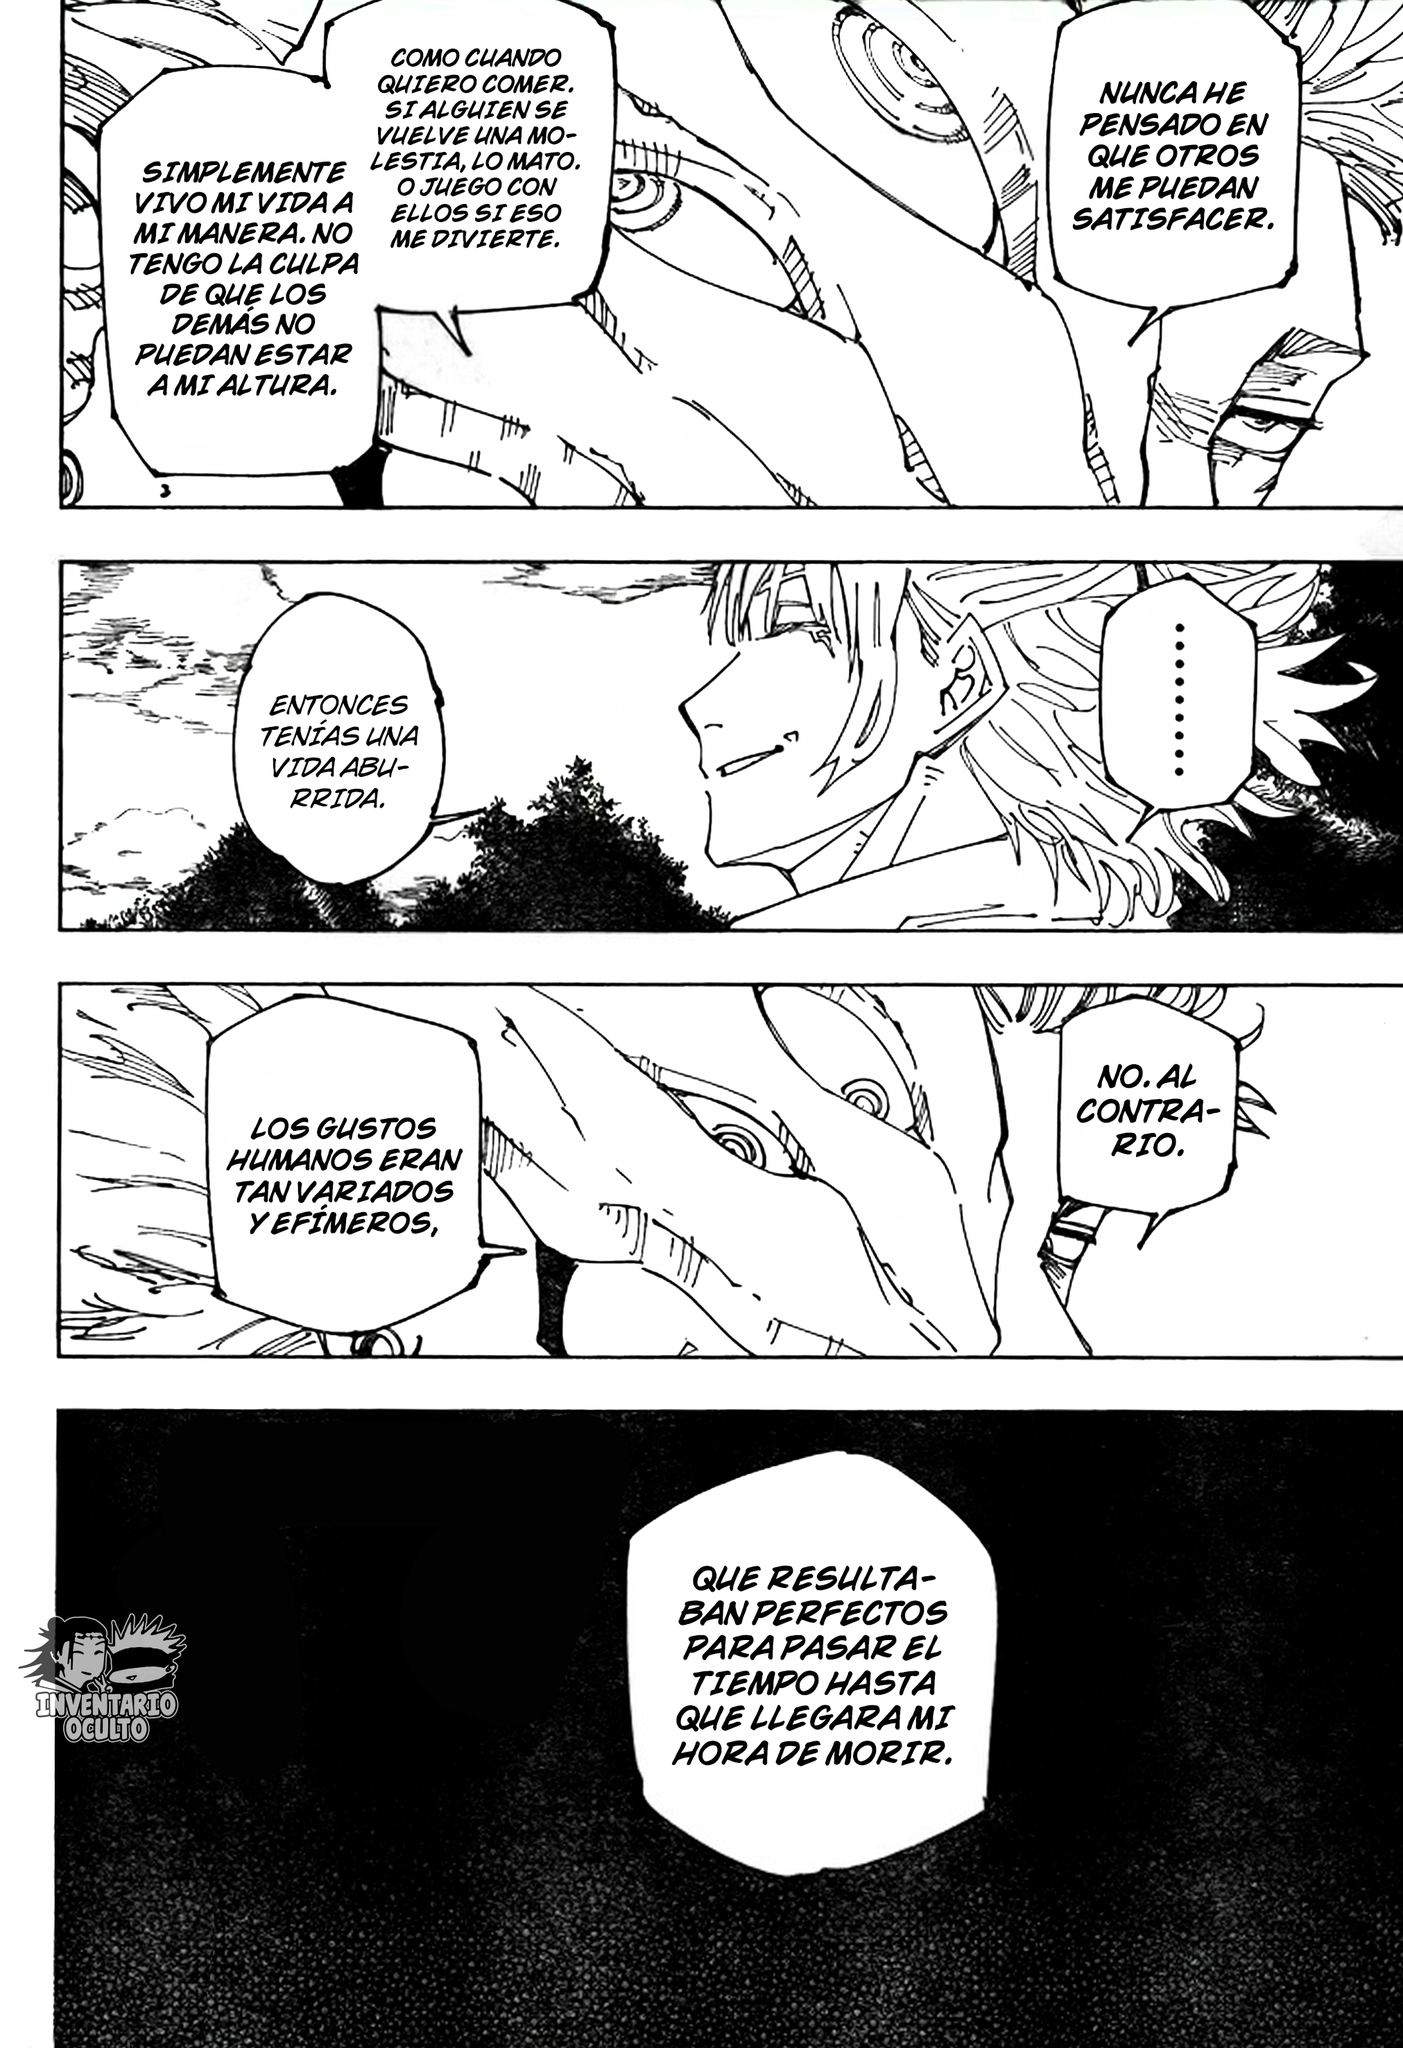 NUNCA HE
PENSADO EN
QUE OTROS
ME PUEDAN
SATISFACER.
COMO CUANDO
QUIERO COMER.
SI ALGUIEN SE
VUELVE UNA MO-
LESTIA, LO MATO.
O JUEGO CON
ELLOS SI ESO
ME DIVIERTE.
SIMPLEMENTE
VIVO MI VIDA A
MI MANERA. NO
TENGO LA CULPA
DE QUE LOS
DEMÁS NO
PUEDAN ESTAR
A MI ALTURA.
..........
ENTONCES
TENÍAS UNA
VIDA ABU-
RRIDA.
NO. AL
CONTRA-
RIO.
LOS GUSTOS
HUMANOS ERAN
TAN VARIADOS
Y EFÍMEROS,
QUE RESULTA-
BAN PERFECTOS
PARA PASAR EL
TIEMPO HASTA
QUE LLEGARA MI
HORA DE MORIR.
INVENTARIO
OCULTO